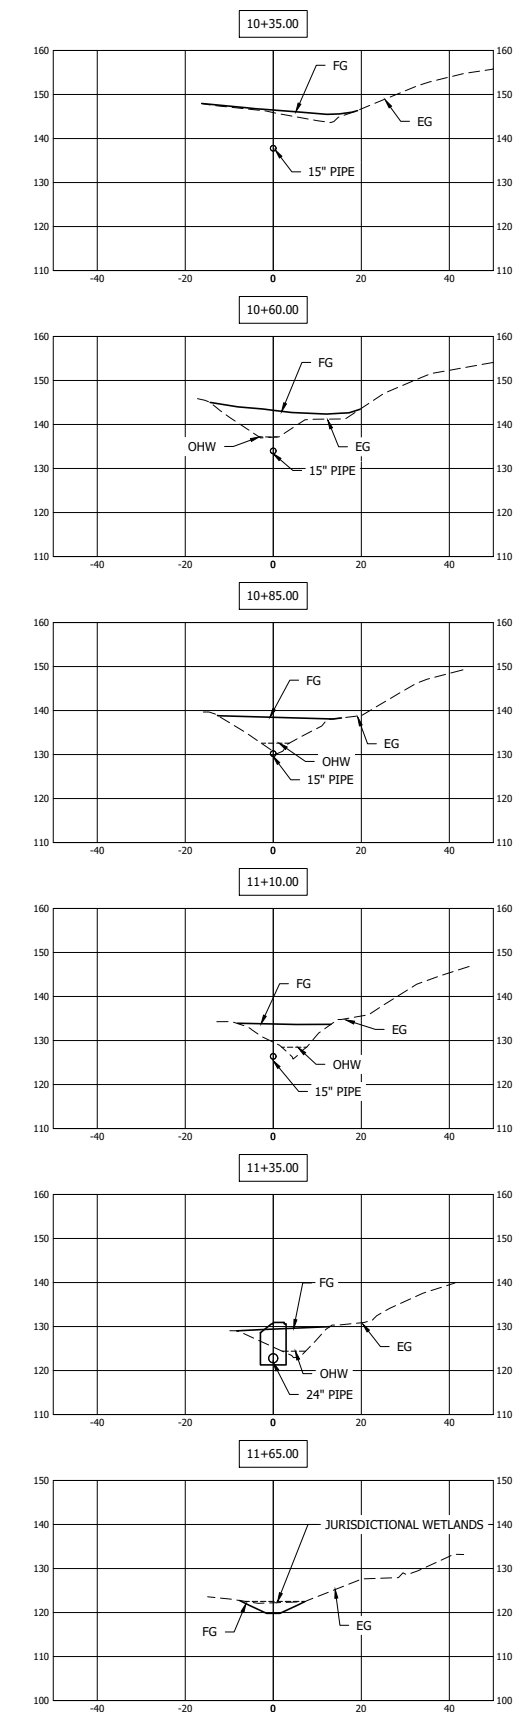 10+35.00
160 160
FG
150 150
EG
140 140
15" PIPE
130 130
120 120
110 110
-40 -20 0 20 40
10+60.00
160 160
FG
150 150
140 140
OHW EG
130 15" PIPE 130
120 120
110 110
-40 -20 0 20 40
10+85.00
160 160
150 150
FG
140 140
EG
OHW
130 130
15" PIPE
120 120
110 110
-40 -20 0 20 40
11+10.00
160 160
150 150
FG
140 140
EG
130 130
OHW
120 15" PIPE 120
110 110
-40 -20 0 20 40
11+35.00
160 160
150 150
140 FG 140
130 130
EG
120 OHW 120
24" PIPE
110 110
-40 -20 0 20 40
11+65.00
150 150
140 JURISDICTIONAL WETLANDS 140
130 130
120 120
FG EG
110 110
100 100
-40 -20 0 20 40